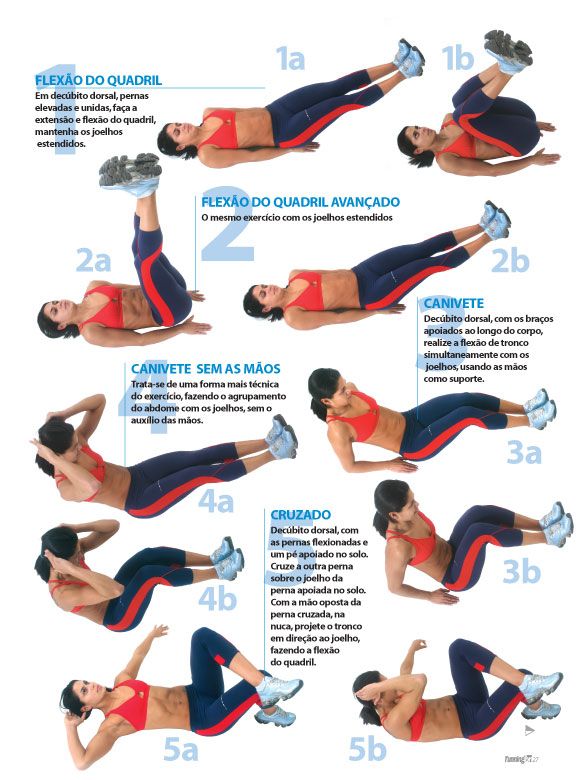 1
FLEXÃO DO QUADRIL
Em decúbito dorsal, pernas
elevadas e unidas, faça a
extensão e flexão do quadril,
mantenha os joelhos
estendidos.
1a
1b
2
FLEXÃO DO QUADRIL AVANÇADO
O mesmo exercício com os joelhos estendidos
2a
2b
3
CANIVETE
Decúbito dorsal, com os braços
apoiados ao longo do corpo,
realize a flexão de tronco
simultaneamente com os
joelhos, usando as mãos
como suporte.
3a
3b
4
CANIVETE SEM AS MÃOS
Trata-se de uma forma mais técnica
do exercício, fazendo o agrupamento
do abdome com os joelhos, sem o
auxílio das mãos.
4a
4b
5
CRUZADO
Decúbito dorsal, com
as pernas flexionadas e
um pé apoiado no solo.
Cruze a outra perna
sobre o joelho da
perna apoiada no solo.
Com a mão oposta da
perna cruzada, na
nuca, projete o tronco
em direção ao joelho,
fazendo a flexão
do quadril.
5a
5b
running
27